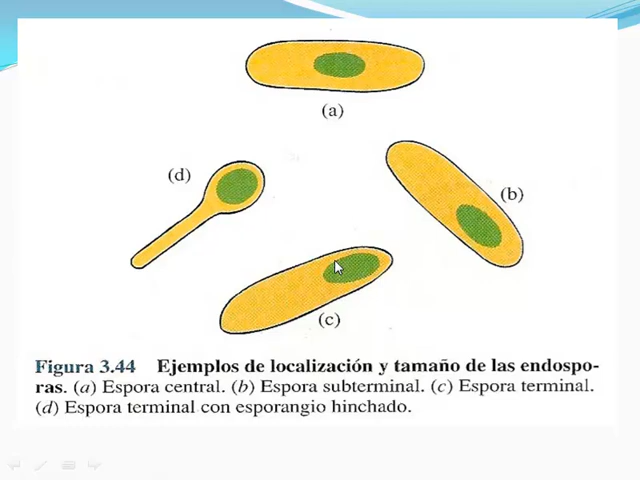 (a)
(d)
(b)
(c)
Figura 3.44 Ejemplos de localización y tamaño de las endospo-
ras. (a) Espora central. (b) Espora subterminal. (c) Espora terminal.
(d) Espora terminal con esporangio hinchado.